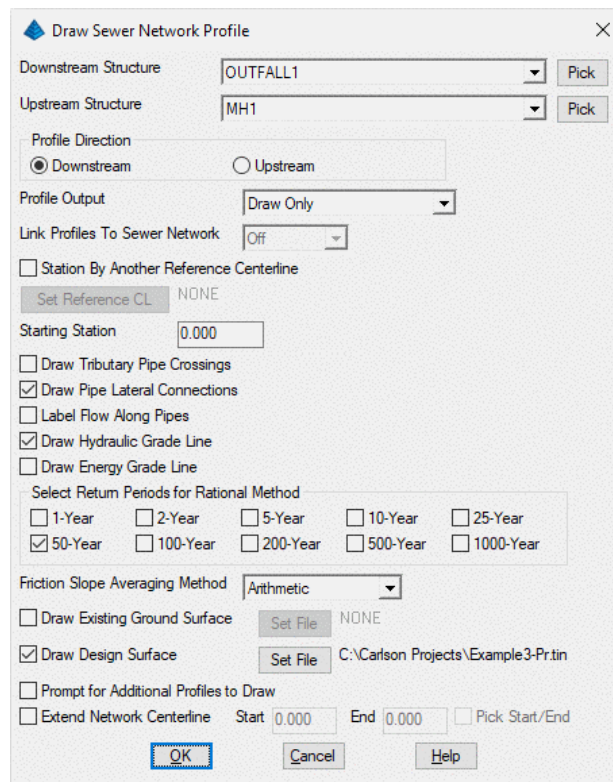 Draw Sewer Network Profile
Downstream Structure OUTFALL1 Pick
Upstream Structure MH1 Pick
Profile Direction
Downstream Upstream
Profile Output Draw Only
Link Profiles To Sewer Network Off
Station By Another Reference Centerline
Set Reference CL NONE
Starting Station 0.000
Draw Tributary Pipe Crossings
Draw Pipe Lateral Connections
Label Flow Along Pipes
Draw Hydraulic Grade Line
Draw Energy Grade Line
Select Return Periods for Rational Method
1-Year 2-Year 5-Year 10-Year 25-Year
50-Year 100-Year 200-Year 500-Year 1000-Year
Friction Slope Averaging Method Arithmetic
Draw Existing Ground Surface Set File NONE
Draw Design Surface Set File C:\Carlson Projects\Example3-Pr.tin
Prompt for Additional Profiles to Draw
Extend Network Centerline Start 0.000 End 0.000 Pick Start/End
OK Cancel Help